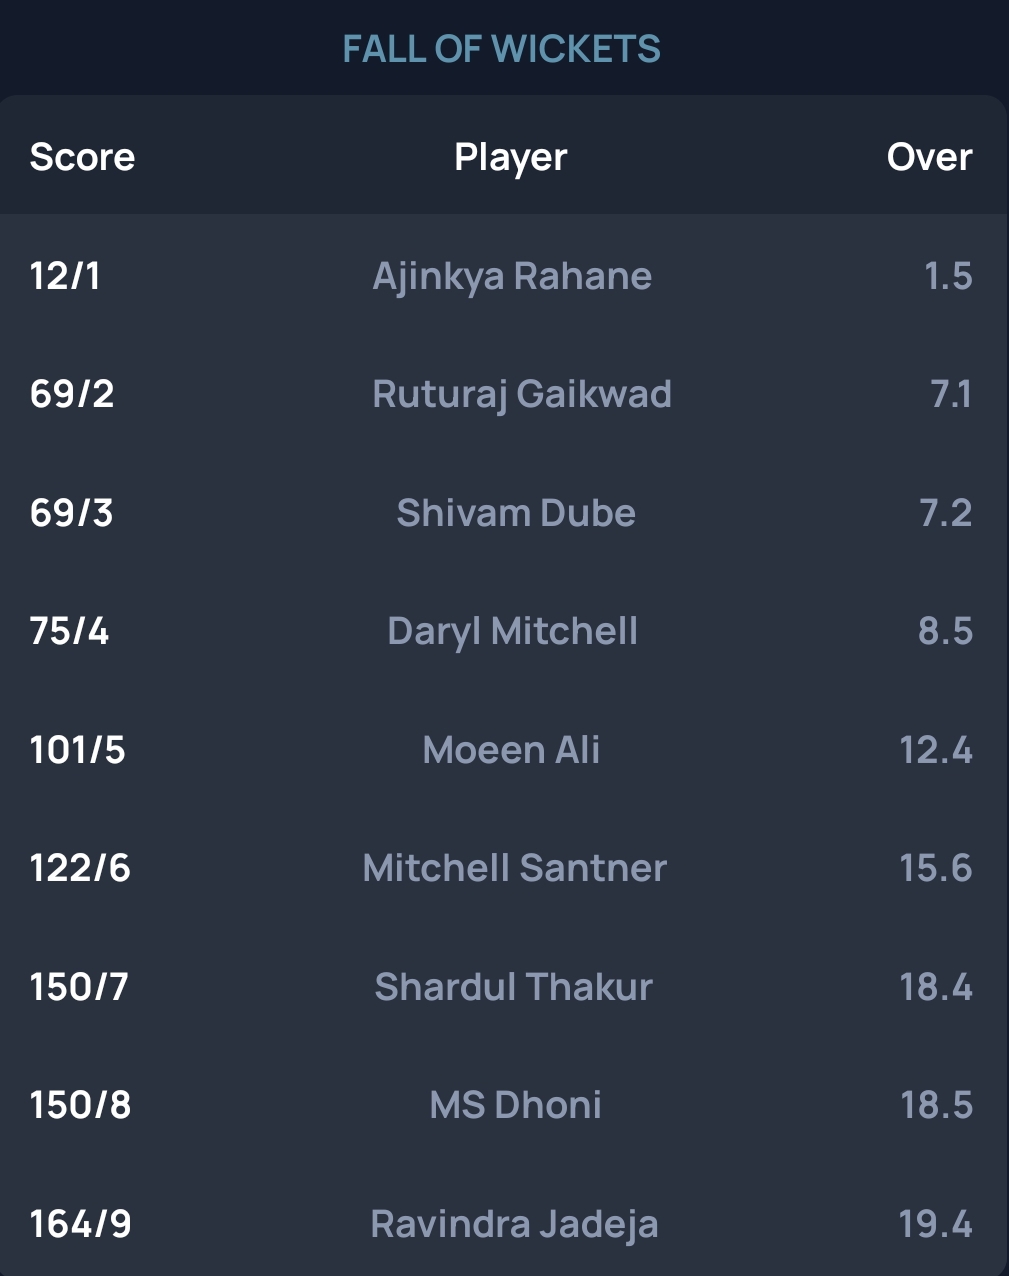 FALL OF WICKETS
Score Player Over
12/1 Ajinkya Rahane 1.5
69/2 Ruturaj Gaikwad 7.1
69/3 Shivam Dube 7.2
75/4 Daryl Mitchell 8.5
101/5 Moeen Ali 12.4
122/6 Mitchell Santner 15.6
150/7 Shardul Thakur 18.4
150/8 MS Dhoni 18.5
164/9 Ravindra Jadeja 19.4